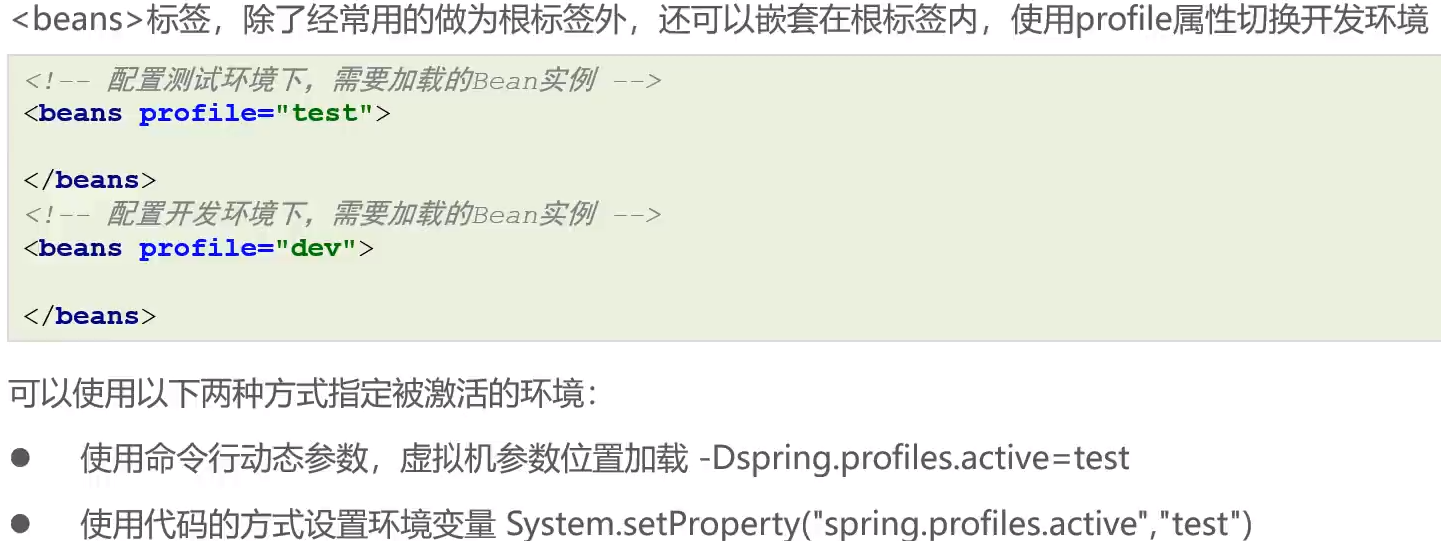 <beans>标签，除了经常用的做为根标签外，还可以嵌套在根标签内，使用profile属性切换开发环境
<!-- 配置测试环境下，需要加载的Bean实例 -->
<beans profile="test">
</beans>
<!-- 配置开发环境下，需要加载的Bean实例 -->
<beans profile="dev">
</beans>
可以使用以下两种方式指定被激活的环境：
● 使用命令行动态参数，虚拟机参数位置加载 -Dspring.profiles.active=test
● 使用代码的方式设置环境变量 System.setProperty("spring.profiles.active","test")